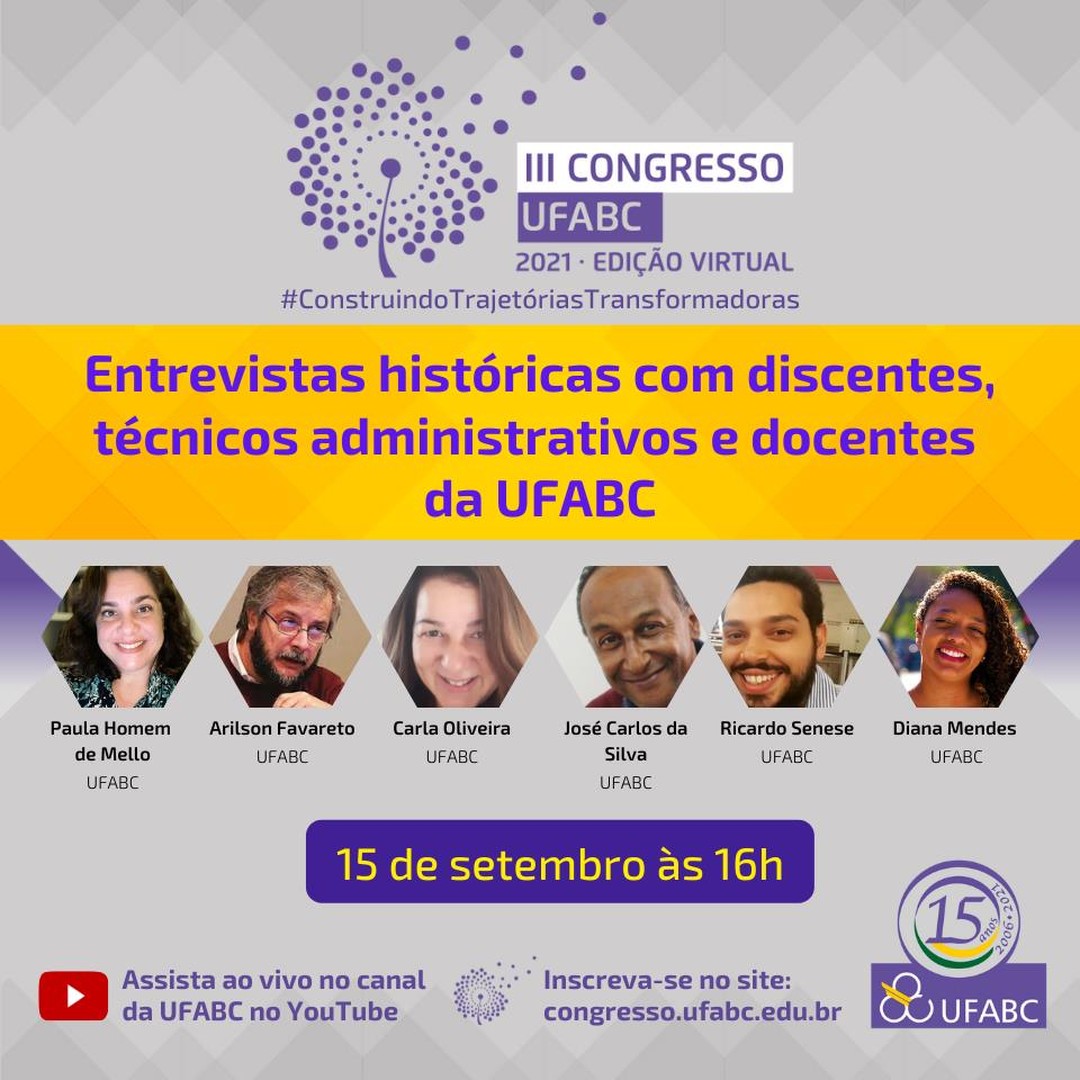 III CONGRESSO
UFABC
2021 · EDIÇÃO VIRTUAL
#ConstruindoTrajetóriasTransformadoras
Entrevistas históricas com discentes,
técnicos administrativos e docentes
da UFABC
Paula Homem
de Mello
UFABC
Arilson Favareto
UFABC
Carla Oliveira
UFABC
José Carlos da
Silva
UFABC
Ricardo Senese
UFABC
Diana Mendes
UFABC
15 de setembro às 16h
Assista ao vivo no canal
da UFABC no YouTube
Inscreva-se no site:
congresso.ufabc.edu.br
15
anos
2006•2021
UFABC